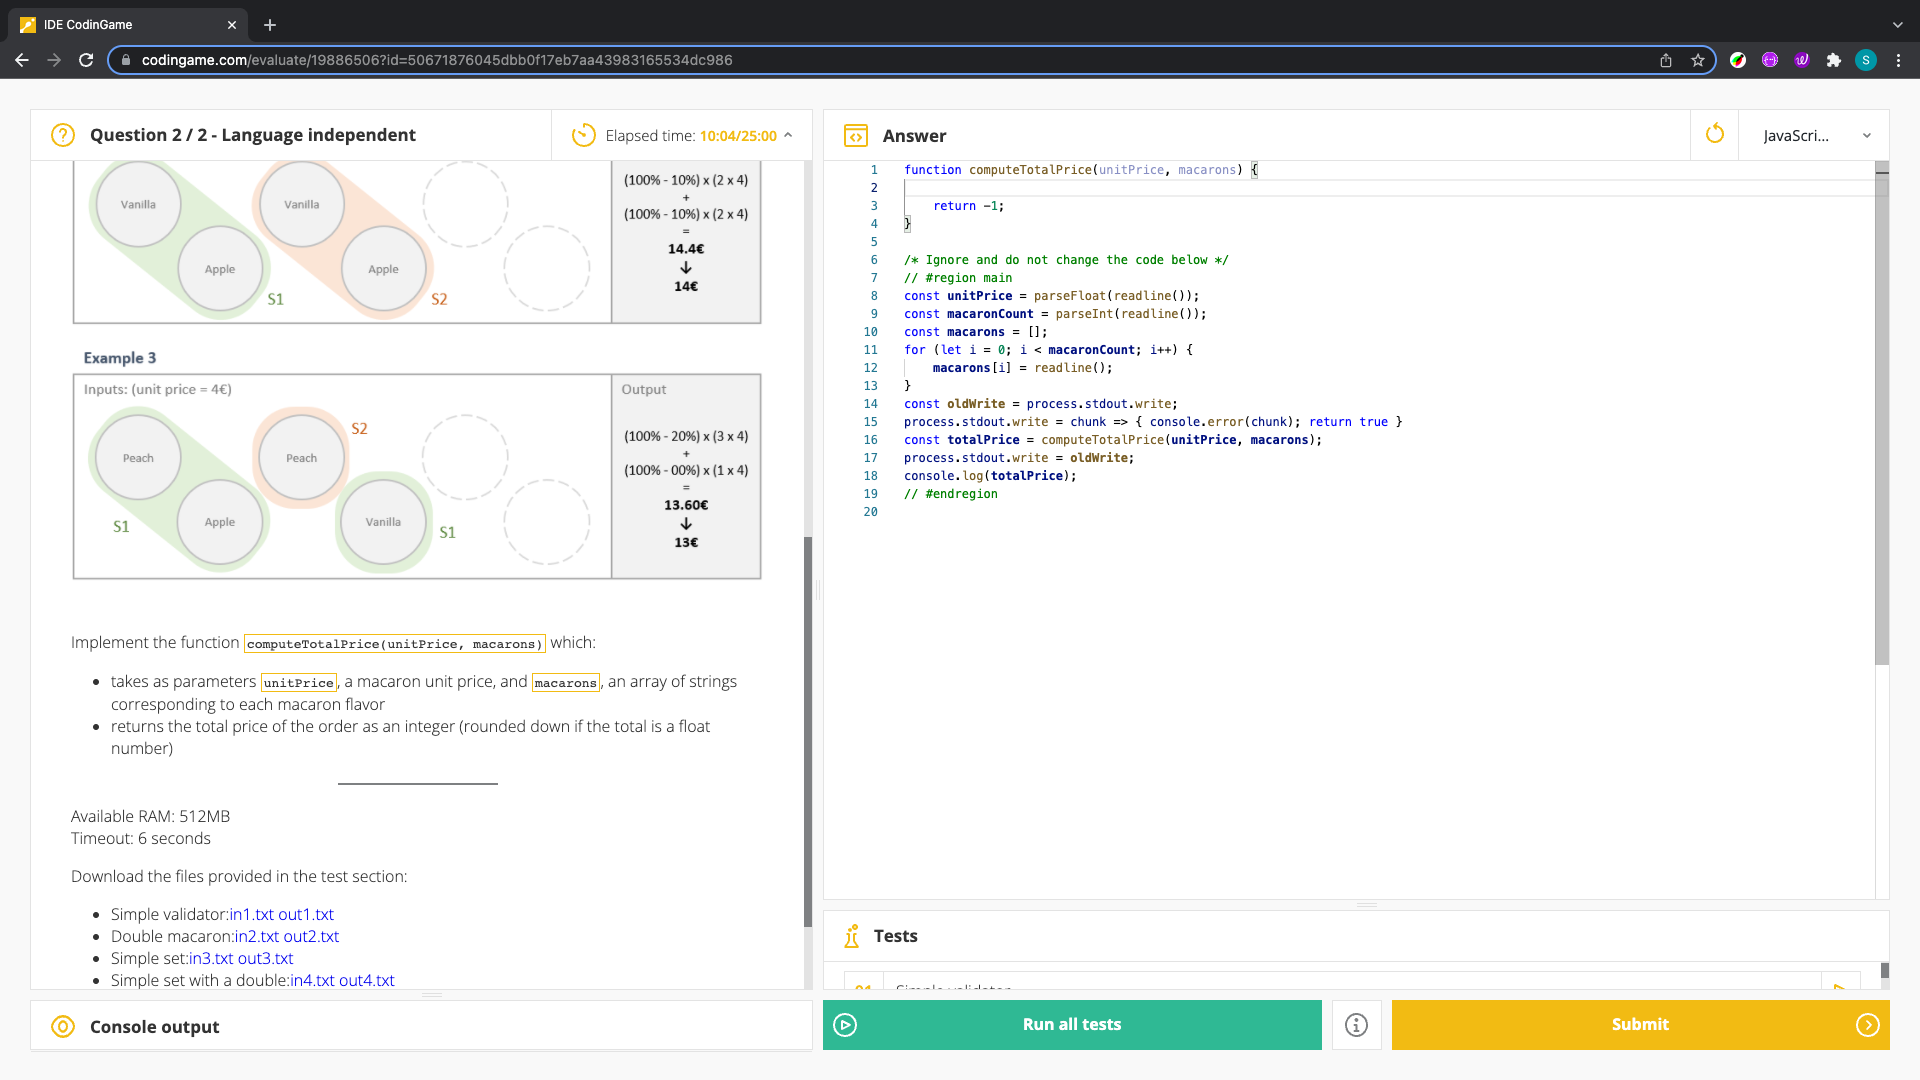 IDE CodinGame
codingame.com/evaluate/19886506?id=50671876045dbb0f17eb7aa43983165534dc986
S
Question 2 / 2 - Language independent
Elapsed time: 10:04/25:00
Vanilla
Vanilla
Apple
Apple
S1
S2
(100% - 10%) x (2 x 4)
+
(100% - 10%) x (2 x 4)
=
14.4€
14€
Example 3
Inputs: (unit price = 4€)
Output
Peach
Peach
S2
Apple
Vanilla
S1
S1
(100% - 20%) x (3 x 4)
+
(100% - 00%) x (1 x 4)
=
13.60€
13€
Implement the function computeTotalPrice(unitPrice, macarons) which:
takes as parameters unitPrice, a macaron unit price, and macarons, an array of strings
corresponding to each macaron flavor
returns the total price of the order as an integer (rounded down if the total is a float
number)
Available RAM: 512MB
Timeout: 6 seconds
Download the files provided in the test section:
Simple validator:in1.txt out1.txt
Double macaron:in2.txt out2.txt
Simple set:in3.txt out3.txt
Simple set with a double:in4.txt out4.txt
Console output
Answer
JavaScri...
1 function computeTotalPrice(unitPrice, macarons) {
2
3 return -1;
4 }
5
6 /* Ignore and do not change the code below */
7 // #region main
8 const unitPrice = parseFloat(readline());
9 const macaronCount = parseInt(readline());
10 const macarons = [];
11 for (let i = 0; i < macaronCount; i++) {
12 macarons[i] = readline();
13 }
14 const oldWrite = process.stdout.write;
15 process.stdout.write = chunk => { console.error(chunk); return true }
16 const totalPrice = computeTotalPrice(unitPrice, macarons);
17 process.stdout.write = oldWrite;
18 console.log(totalPrice);
19 // #endregion
20
Tests
01 Simple validator
Run all tests
Submit